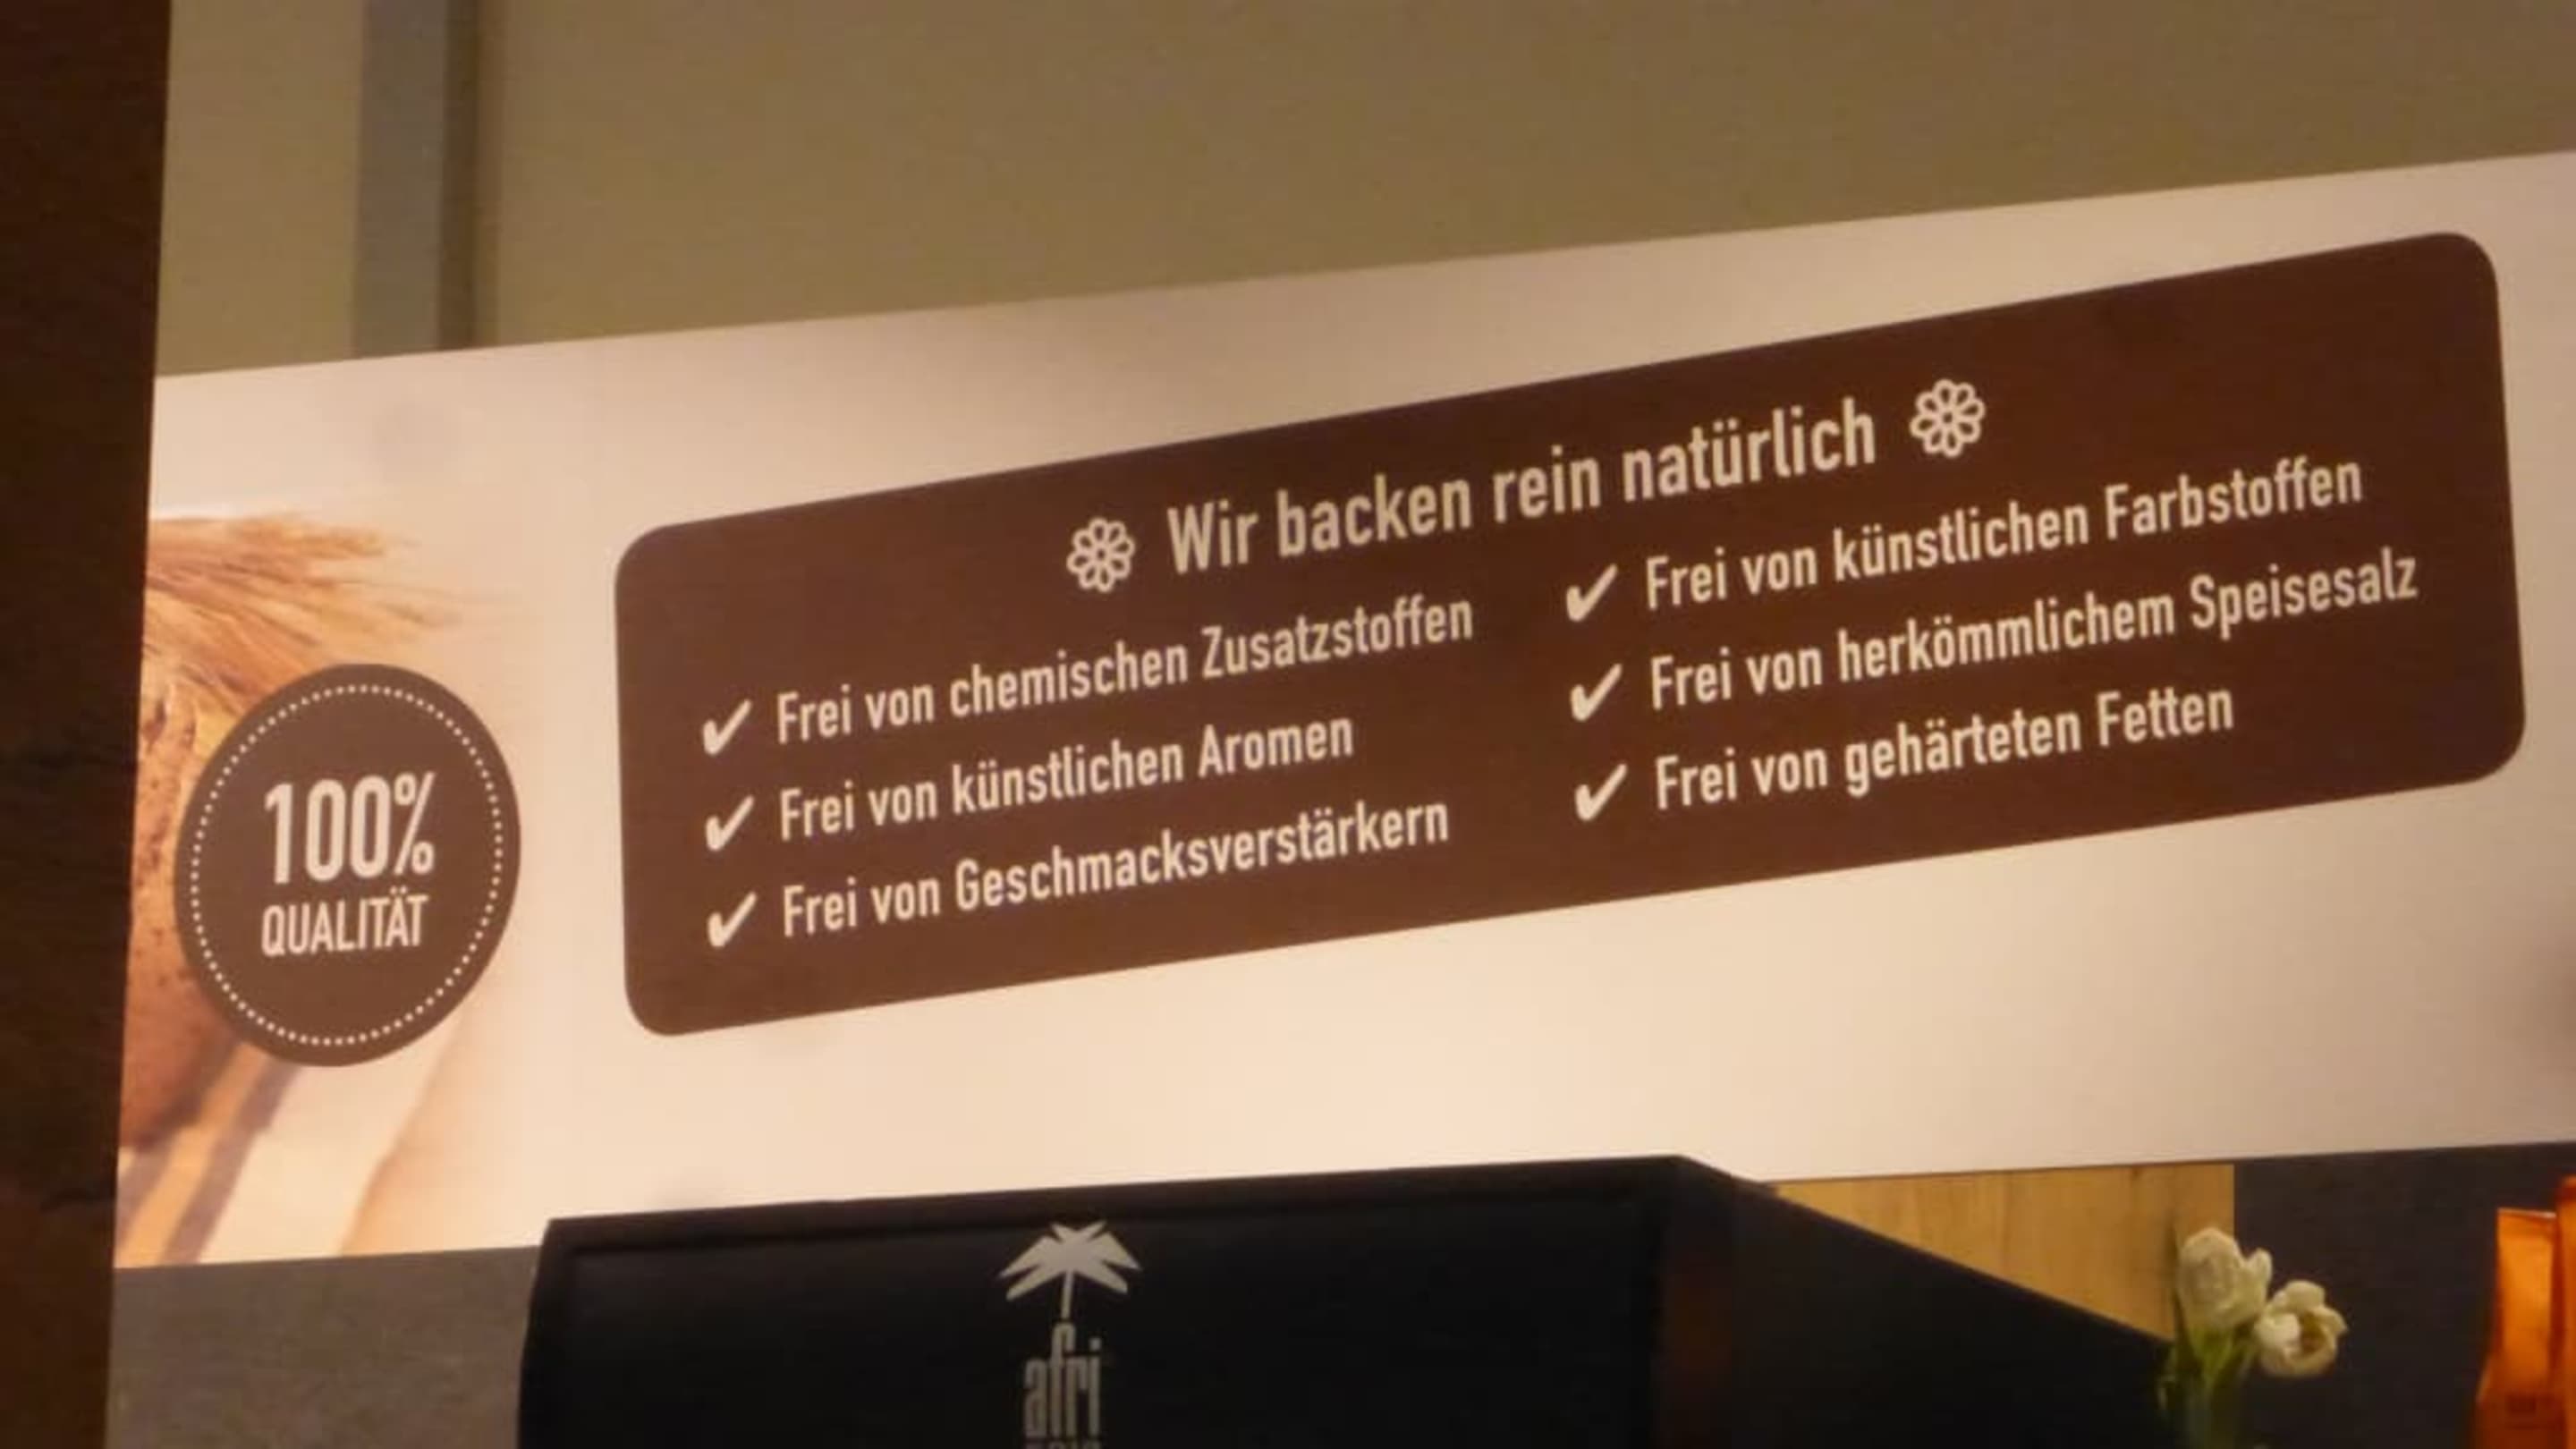 Wir backen rein natürlich
✔ Frei von chemischen Zusatzstoffen
✔ Frei von künstlichen Aromen
✔ Frei von Geschmacksverstärkern
✔ Frei von künstlichen Farbstoffen
✔ Frei von herkömmlichem Speisesalz
✔ Frei von gehärteten Fetten
100%
QUALITÄT
afri